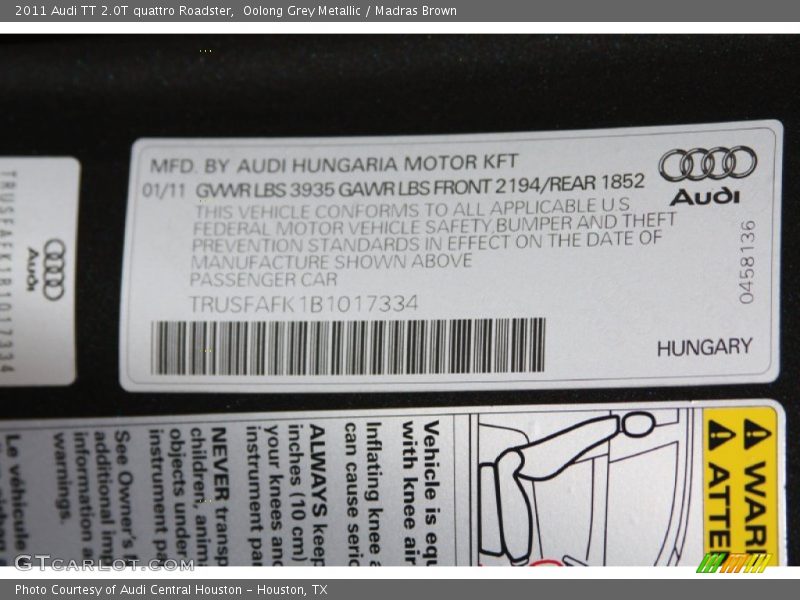 2011 Audi TT 2.0T quattro Roadster,  Oolong Grey Metallic / Madras Brown
MFD. BY AUDI HUNGARIA MOTOR KFT
01/11 GVWR LBS 3935 GAWR LBS FRONT 2194/REAR 1852
THIS VEHICLE CONFORMS TO ALL APPLICABLE U S
FEDERAL MOTOR VEHICLE SAFETY BUMPER AND THEFT
PREVENTION STANDARDS IN EFFECT ON THE DATE OF
MANUFACTURE SHOWN ABOVE
PASSENGER CAR
TRUSFAFK1B1017334
Audi
0458136
HUNGARY
TRUSFAFK1B1017334
Audi
WAR
ATTE
Vehicle is equ
with knee air
Inflating knee a
can cause serio
ALWAYS keep
inches (10 cm)
your knees and
instrument pa
NEVER transp
children, anim
objects under
instrument pa
See Owner's
additional imp
information a
warnings.
Le véhicule
GTCarLot.com
Photo Courtesy of Audi Central Houston - Houston, TX